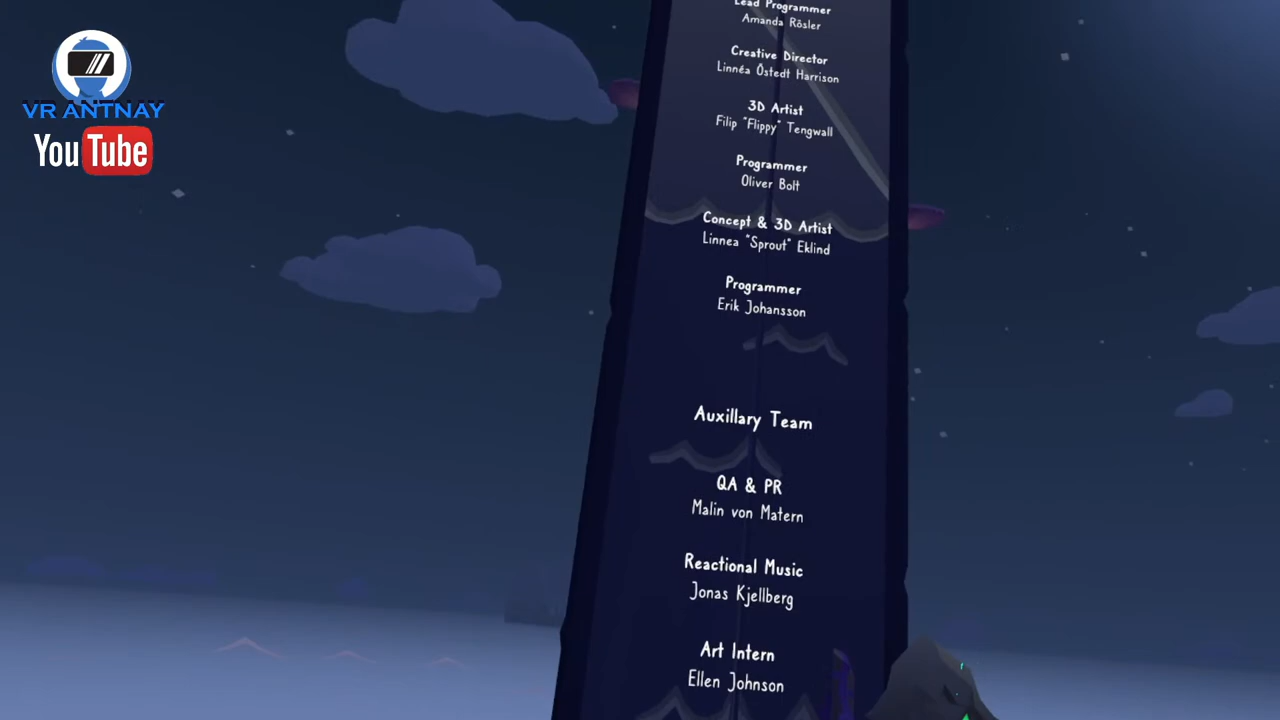 VR ANTNAY
YouTube
Lead Programmer
Amanda Rösler
Creative Director
Linnéa Östedt Harrison
3D Artist
Filip "Flippy" Tengwall
Programmer
Oliver Bolt
Concept & 3D Artist
Linnea "Sprout" Eklind
Programmer
Erik Johansson
Auxillary Team
QA & PR
Malin von Matern
Reactional Music
Jonas Kjellberg
Art Intern
Ellen Johnson